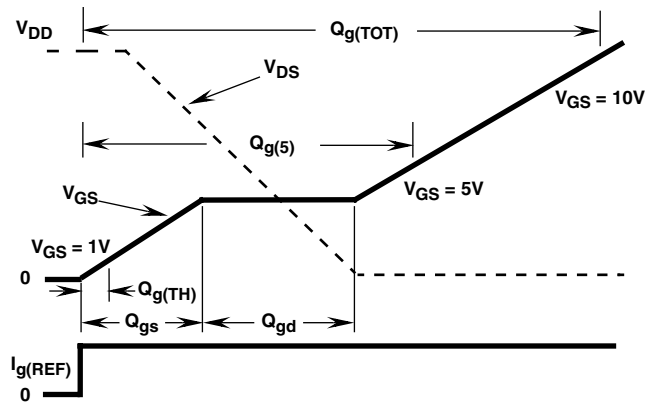 V_DD
Q_g(TOT)
V_DS
V_GS = 10V
Q_g(5)
V_GS
V_GS = 5V
V_GS = 1V
0
Q_g(TH)
Q_gs
Q_gd
I_g(REF)
0